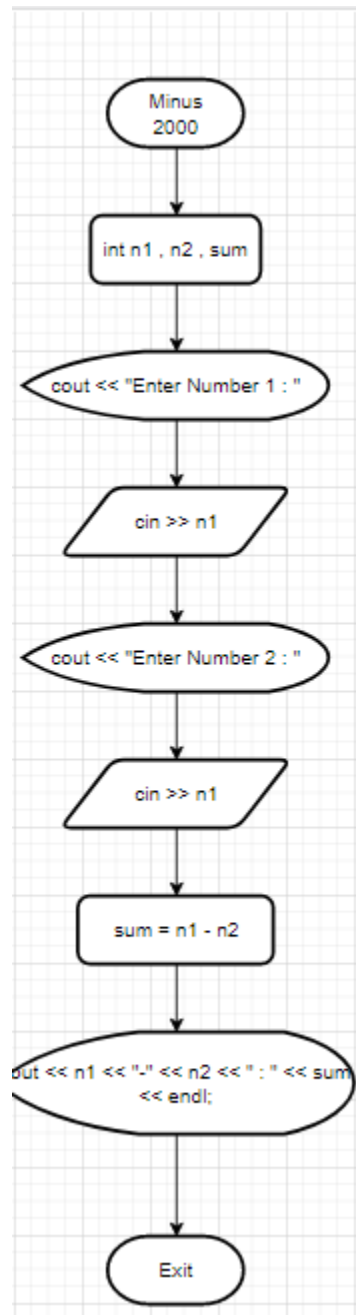 Minus
2000
int n1 , n2 , sum
cout << "Enter Number 1 : "
cin >> n1
cout << "Enter Number 2 : "
cin >> n1
sum = n1 - n2
out << n1 << "-" << n2 << " : " << sum
<< endl;
Exit